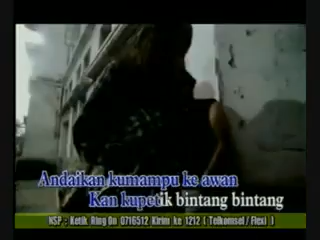 Andaikan kumampu ke awan
Kan kupetik bintang bintang
NSP : Ketik Ring On 0716512 Kirim ke 1212 ( Telkomsel / Flexi )